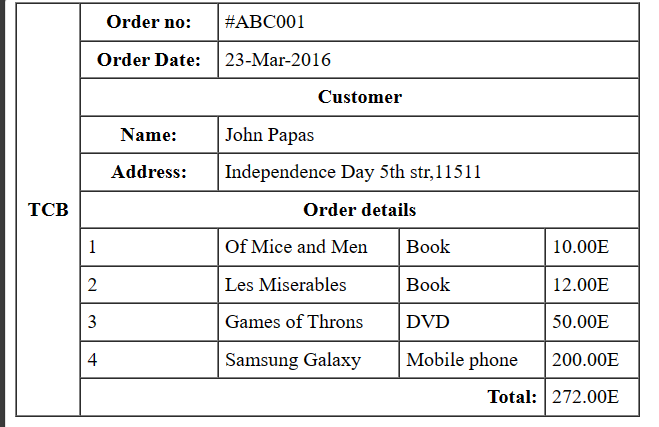 TCB
Order no: #ABC001
Order Date: 23-Mar-2016
Customer
Name: John Papas
Address: Independence Day 5th str,11511
Order details
1 Of Mice and Men Book 10.00E
2 Les Miserables Book 12.00E
3 Games of Throns DVD 50.00E
4 Samsung Galaxy Mobile phone 200.00E
Total: 272.00E